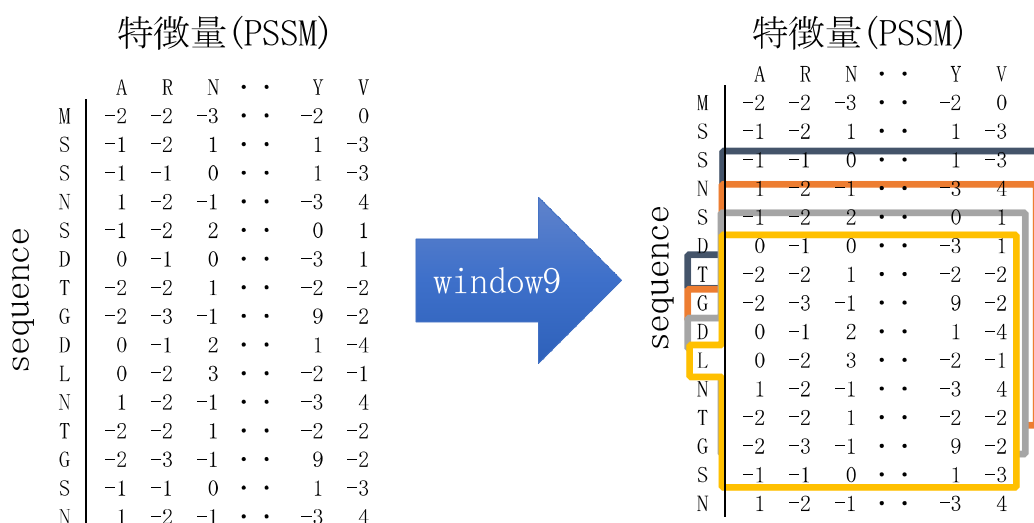 特徴量(PSSM)
A R N ・ ・ Y V
M -2 -2 -3 ・ ・ -2 0
S -1 -2 1 ・ ・ 1 -3
S -1 -1 0 ・ ・ 1 -3
N 1 -2 -1 ・ ・ -3 4
S -1 -2 2 ・ ・ 0 1
D 0 -1 0 ・ ・ -3 1
T -2 -2 1 ・ ・ -2 -2
G -2 -3 -1 ・ ・ 9 -2
D 0 -1 2 ・ ・ 1 -4
L 0 -2 3 ・ ・ -2 -1
N 1 -2 -1 ・ ・ -3 4
T -2 -2 1 ・ ・ -2 -2
G -2 -3 -1 ・ ・ 9 -2
S -1 -1 0 ・ ・ 1 -3
N 1 -2 -1 ・ ・ -3 4
sequence
window9
特徴量(PSSM)
A R N ・ ・ Y V
M -2 -2 -3 ・ ・ -2 0
S -1 -2 1 ・ ・ 1 -3
S -1 -1 0 ・ ・ 1 -3
N 1 -2 -1 ・ ・ -3 4
S -1 -2 2 ・ ・ 0 1
D 0 -1 0 ・ ・ -3 1
T -2 -2 1 ・ ・ -2 -2
G -2 -3 -1 ・ ・ 9 -2
D 0 -1 2 ・ ・ 1 -4
L 0 -2 3 ・ ・ -2 -1
N 1 -2 -1 ・ ・ -3 4
T -2 -2 1 ・ ・ -2 -2
G -2 -3 -1 ・ ・ 9 -2
S -1 -1 0 ・ ・ 1 -3
N 1 -2 -1 ・ ・ -3 4
sequence